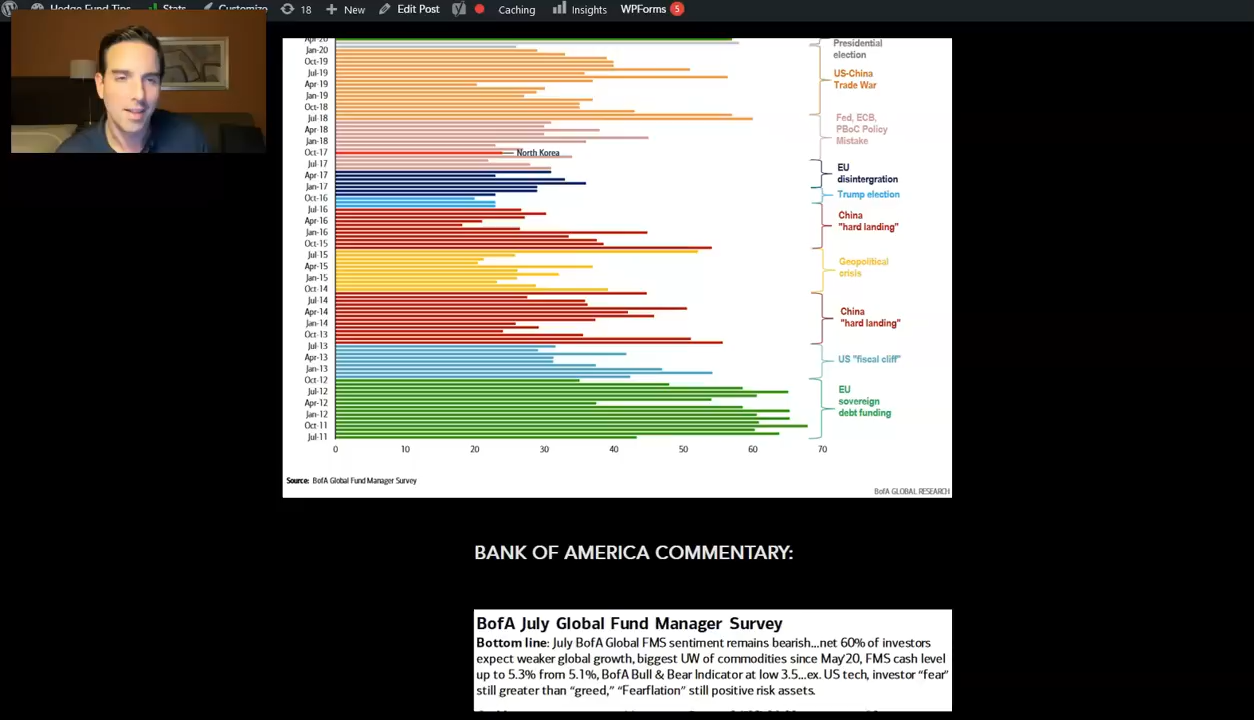 Hedge Fund Tips Stats Customize 18 New Edit Post Caching Insights WPForms 5
Apr-20
Jan-20
Oct-19
Jul-19
Apr-19
Jan-19
Oct-18
Jul-18
Apr-18
Jan-18
Oct-17
Jul-17
Apr-17
Jan-17
Oct-16
Jul-16
Apr-16
Jan-16
Oct-15
Jul-15
Apr-15
Jan-15
Oct-14
Jul-14
Apr-14
Jan-14
Oct-13
Jul-13
Apr-13
Jan-13
Oct-12
Jul-12
Apr-12
Jan-12
Oct-11
Jul-11
North Korea
Presidential
election
US-China
Trade War
Fed, ECB,
PBoC Policy
Mistake
EU
disintergration
Trump election
China
"hard landing"
Geopolitical
crisis
China
"hard landing"
US "fiscal cliff"
EU
sovereign
debt funding
0 10 20 30 40 50 60 70
Source: BofA Global Fund Manager Survey
BofA GLOBAL RESEARCH
BANK OF AMERICA COMMENTARY:
BofA July Global Fund Manager Survey
Bottom line: July BofA Global FMS sentiment remains bearish...net 60% of investors
expect weaker global growth, biggest UW of commodities since May'20, FMS cash level
up to 5.3% from 5.1%, BofA Bull & Bear Indicator at low 3.5...ex. US tech, investor "fear"
still greater than "greed," "Fearflation" still positive risk assets.